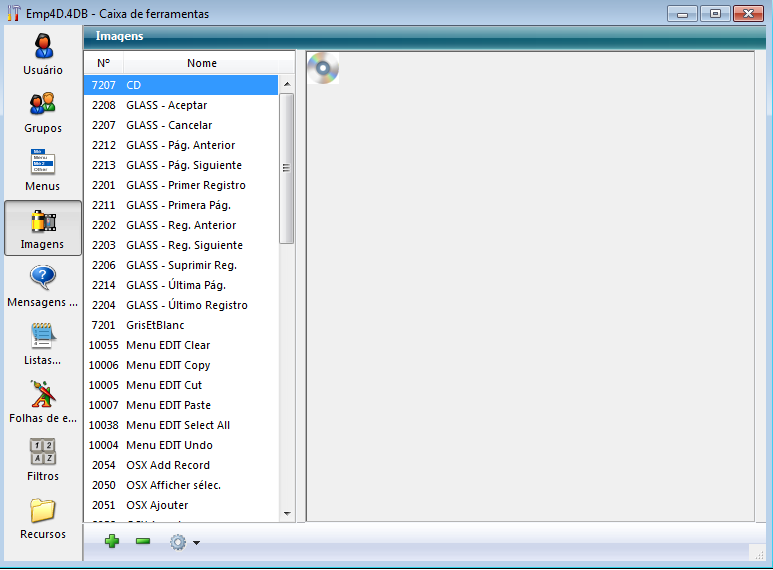 Emp4D.4DB - Caixa de ferramentas
Usuário
Grupos
Menus
Imagens
Mensagens ...
Listas...
Folhas de e...
Filtros
Recursos
Imagens
Nº Nome
7207 CD
2208 GLASS - Aceptar
2207 GLASS - Cancelar
2212 GLASS - Pág. Anterior
2213 GLASS - Pág. Siguiente
2201 GLASS - Primer Registro
2211 GLASS - Primera Pág.
2202 GLASS - Reg. Anterior
2203 GLASS - Reg. Siguiente
2206 GLASS - Suprimir Reg.
2214 GLASS - Última Pág.
2204 GLASS - Último Registro
7201 GrisEtBlanc
10055 Menu EDIT Clear
10006 Menu EDIT Copy
10005 Menu EDIT Cut
10007 Menu EDIT Paste
10038 Menu EDIT Select All
10004 Menu EDIT Undo
2054 OSX Add Record
2050 OSX Afficher sélec.
2051 OSX Ajouter